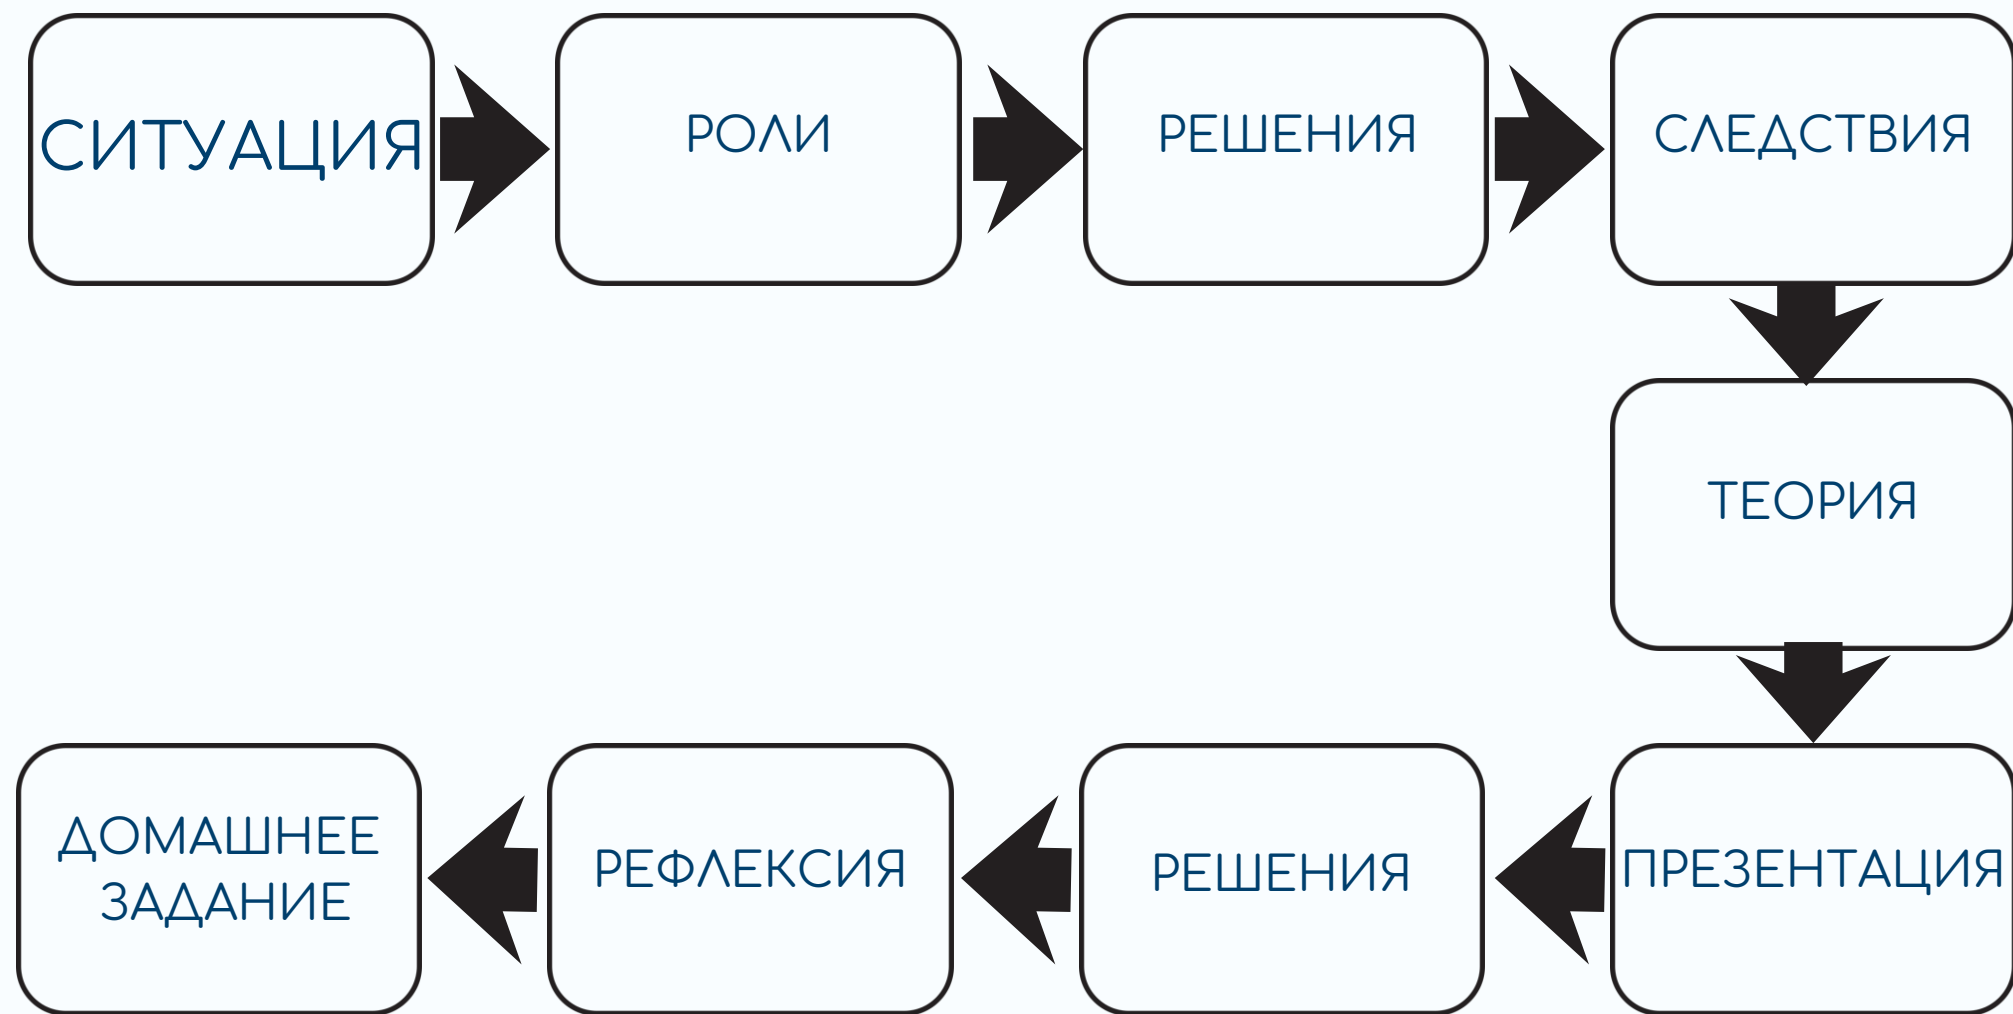 СИТУАЦИЯ
РОЛИ
РЕШЕНИЯ
СЛЕДСТВИЯ
ТЕОРИЯ
ПРЕЗЕНТАЦИЯ
РЕШЕНИЯ
РЕФЛЕКСИЯ
ДОМАШНЕЕ
ЗАДАНИЕ